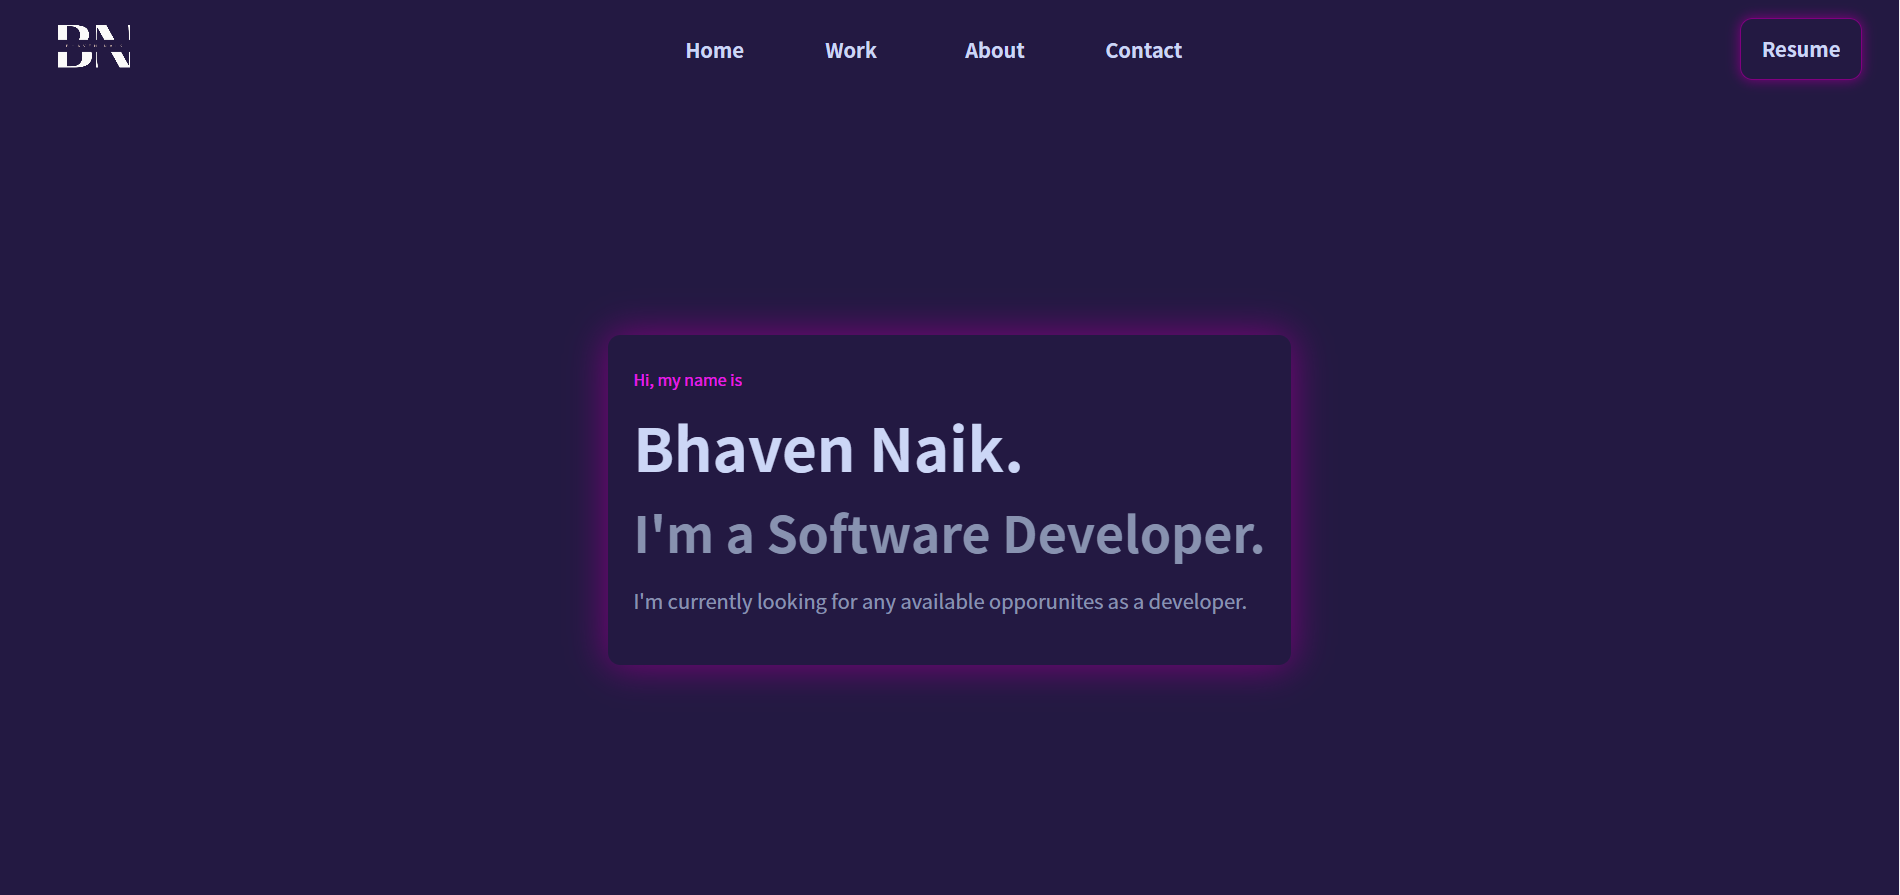 BN
Home Work About Contact Resume
Hi, my name is
Bhaven Naik.
I'm a Software Developer.
I'm currently looking for any available opporunites as a developer.